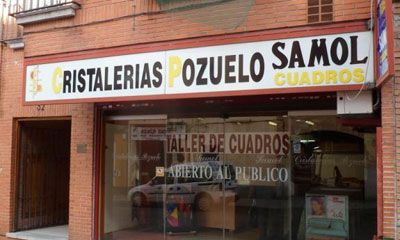 CRISTALERIAS POZUELO SAMOL
CUADROS
TALLER DE CUADROS
ABIERTO AL PUBLICO